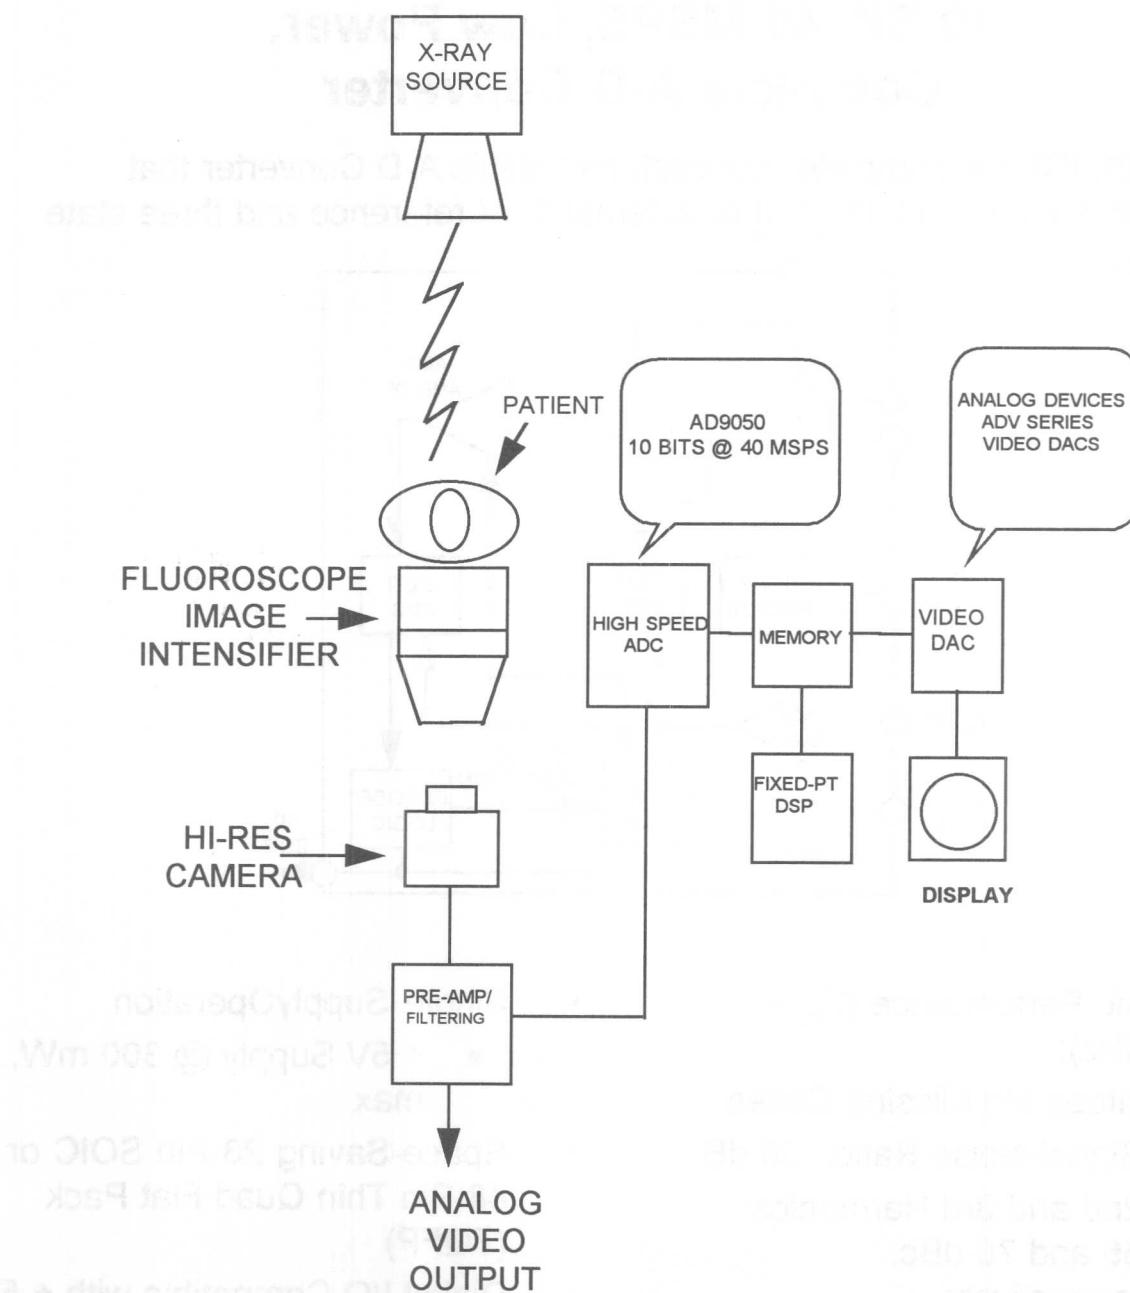 X-RAY
SOURCE
PATIENT
AD9050
10 BITS @ 40 MSPS
ANALOG DEVICES
ADV SERIES
VIDEO DACS
FLUOROSCOPE
IMAGE
INTENSIFIER
HIGH SPEED
ADC
MEMORY
VIDEO
DAC
FIXED-PT
DSP
HI-RES
CAMERA
DISPLAY
PRE-AMP/
FILTERING
ANALOG
VIDEO
OUTPUT